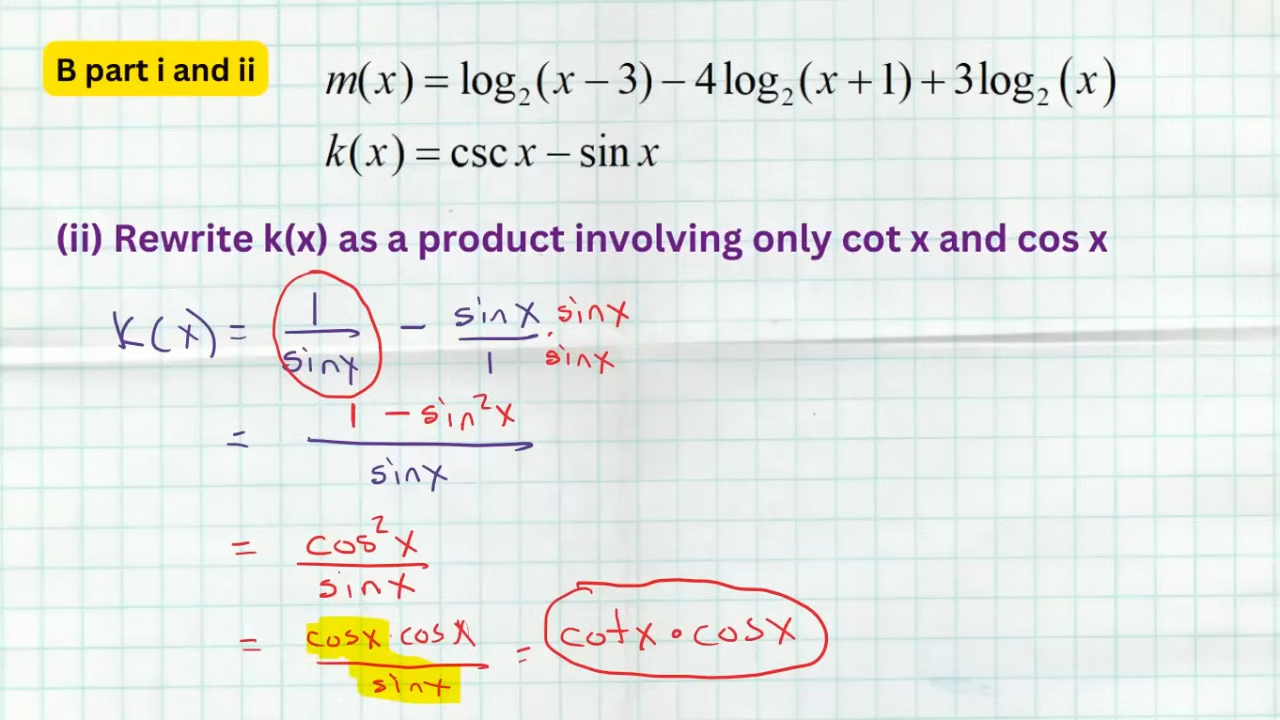 B part i and ii
m(x) = log₂(x − 3) − 4log₂(x + 1) + 3log₂(x)
k(x) = csc x − sin x
(ii) Rewrite k(x) as a product involving only cot x and cos x
K(x) = 1/sinx − sinx/1 · sinx/sinx
= 1 − sin²x / sinx
= cos²x / sinx
= cosx · cosx / sinx = cotx · cosx